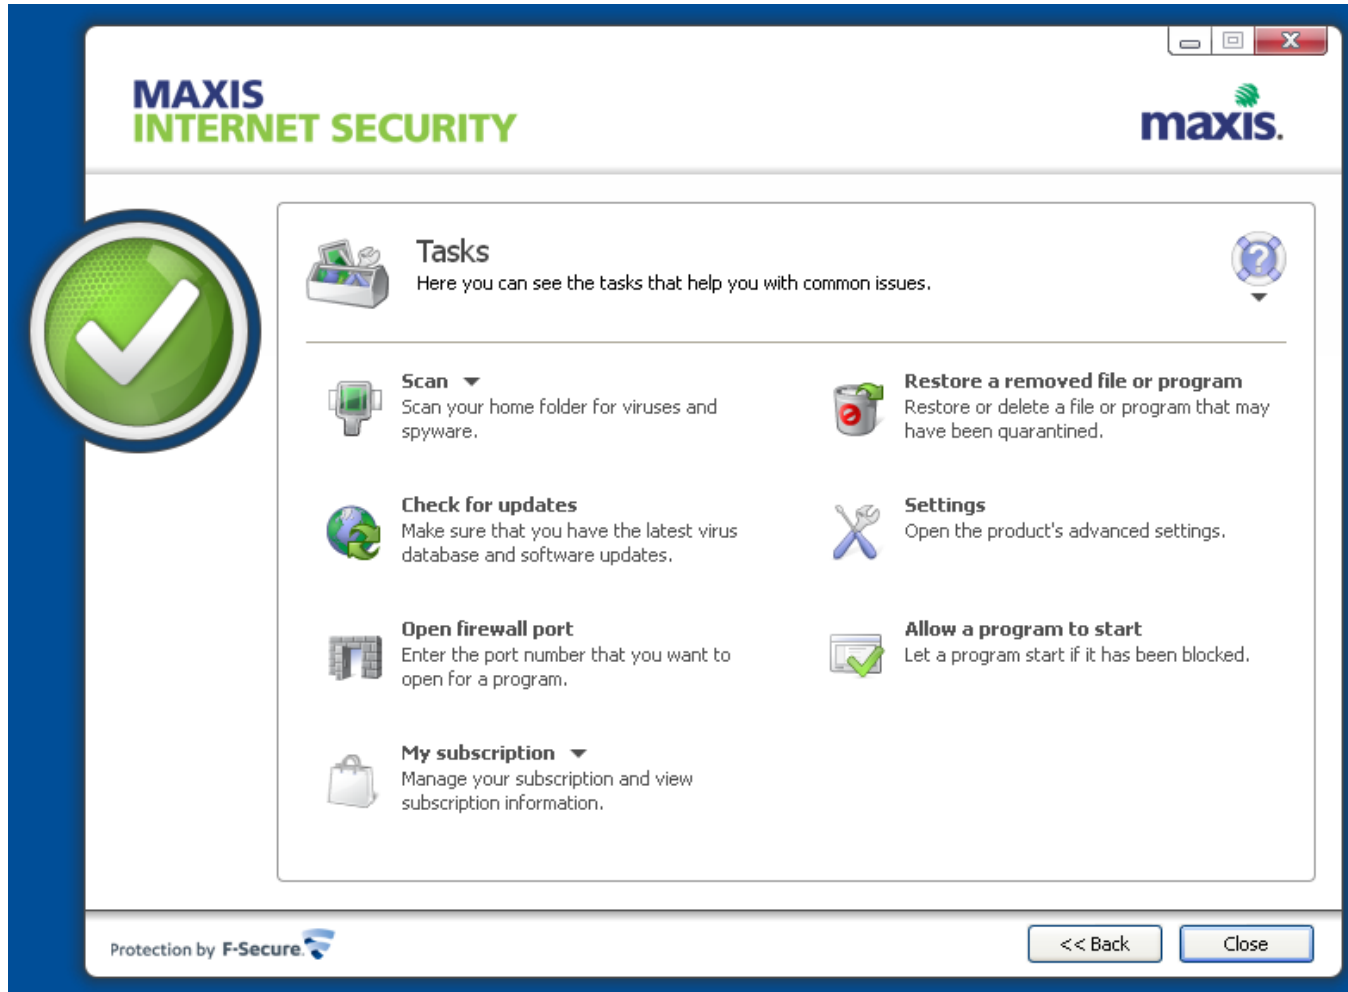 MAXIS
INTERNET SECURITY
maxis.
Tasks
Here you can see the tasks that help you with common issues.
Scan
Scan your home folder for viruses and
spyware.
Restore a removed file or program
Restore or delete a file or program that may
have been quarantined.
Check for updates
Make sure that you have the latest virus
database and software updates.
Settings
Open the product's advanced settings.
Open firewall port
Enter the port number that you want to
open for a program.
Allow a program to start
Let a program start if it has been blocked.
My subscription
Manage your subscription and view
subscription information.
Protection by F-Secure.
<< Back
Close